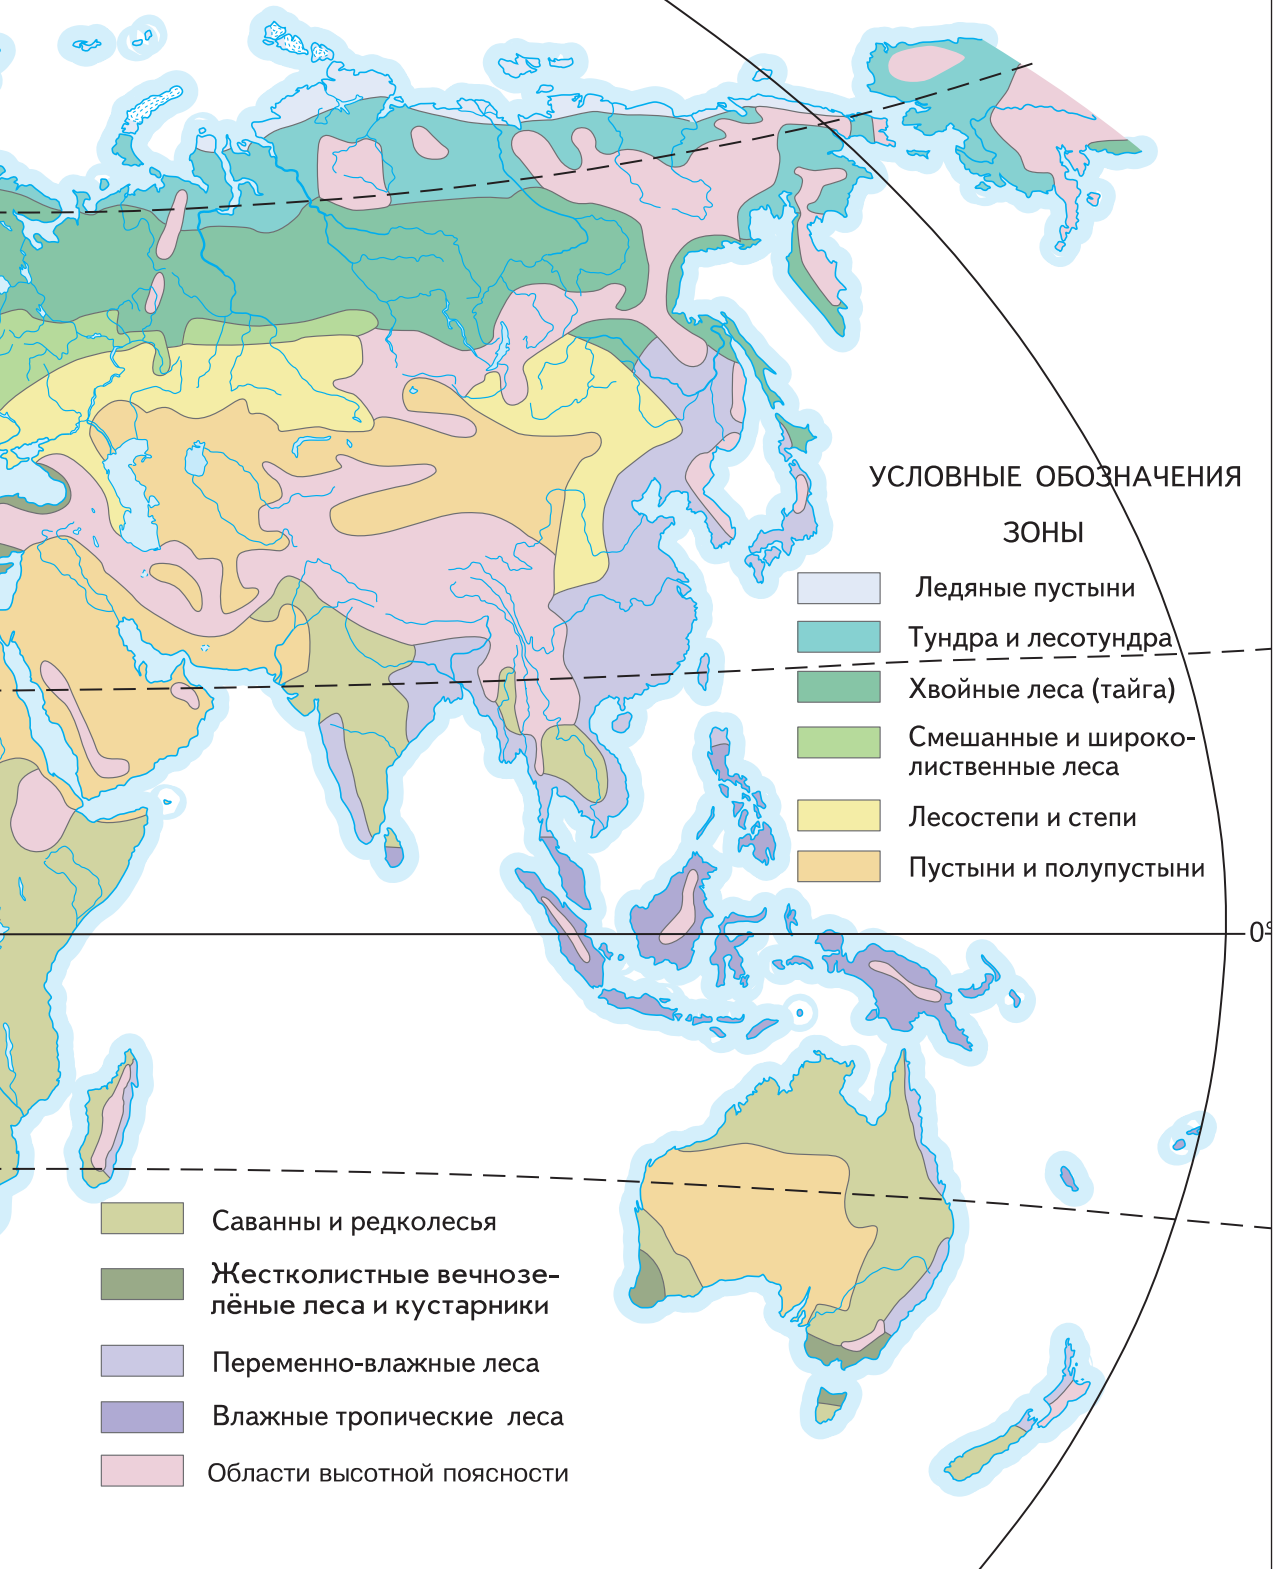 УСЛОВНЫЕ ОБОЗНАЧЕНИЯ
ЗОНЫ
Ледяные пустыни
Тундра и лесотундра
Хвойные леса (тайга)
Смешанные и широко-
лиственные леса
Лесостепи и степи
Пустыни и полупустыни
0°
Саванны и редколесья
Жестколистные вечнозе-
лёные леса и кустарники
Переменно-влажные леса
Влажные тропические леса
Области высотной поясности